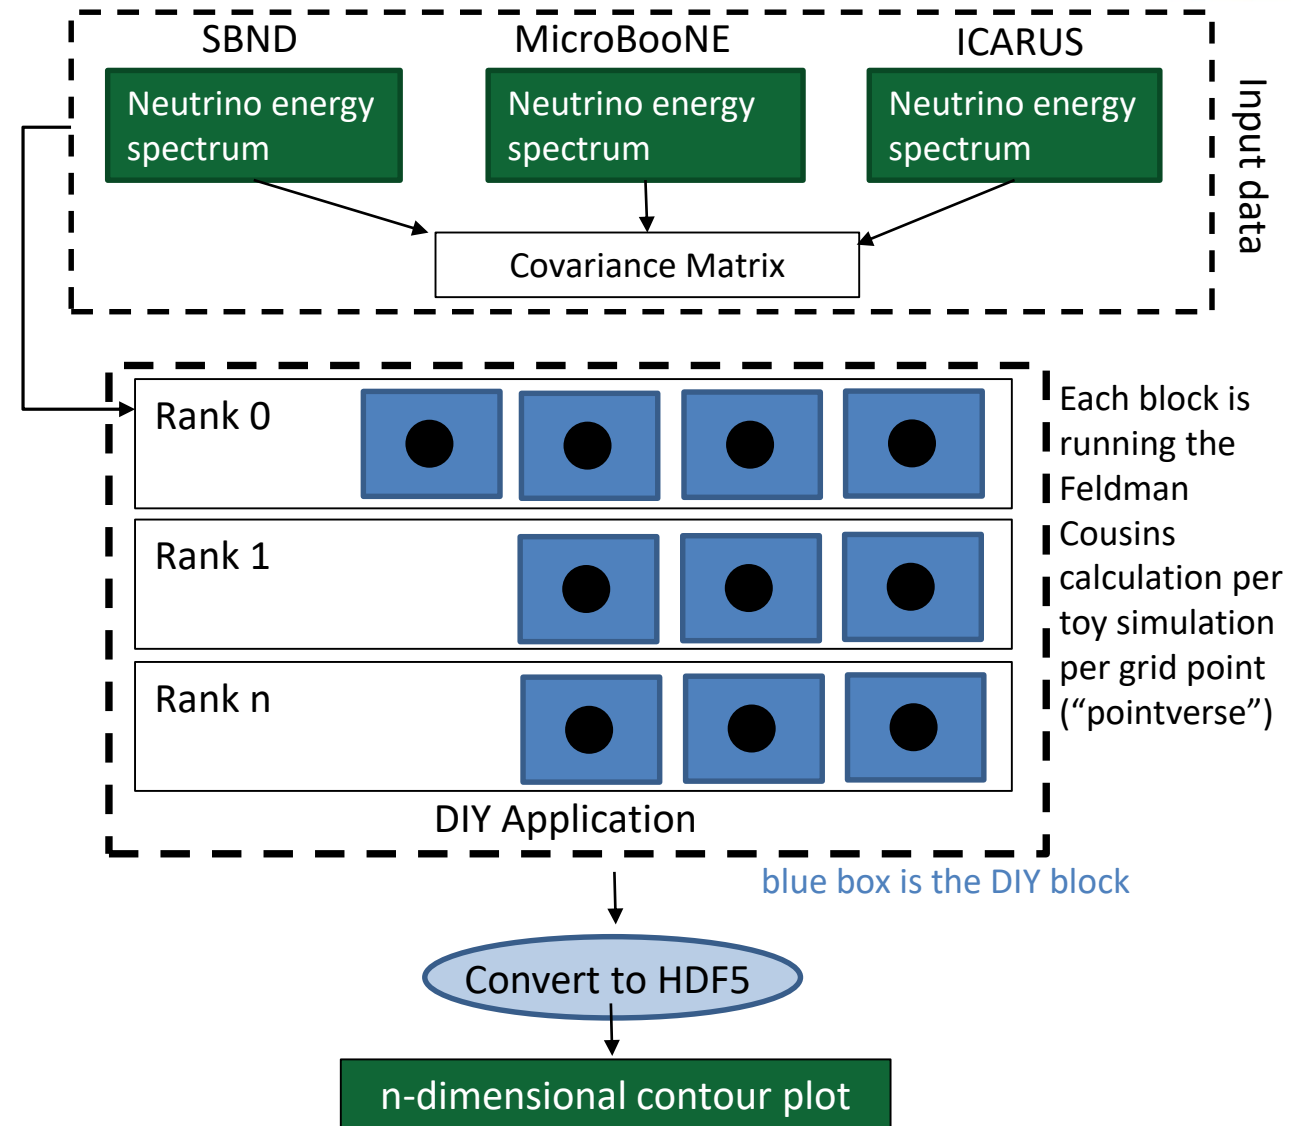 SBND
MicroBooNE
ICARUS
Neutrino energy
spectrum
Neutrino energy
spectrum
Neutrino energy
spectrum
Covariance Matrix
Input data
Rank 0
Rank 1
Rank n
DIY Application
Each block is
running the
Feldman
Cousins
calculation per
toy simulation
per grid point
(“pointverse”)
blue box is the DIY block
Convert to HDF5
n-dimensional contour plot